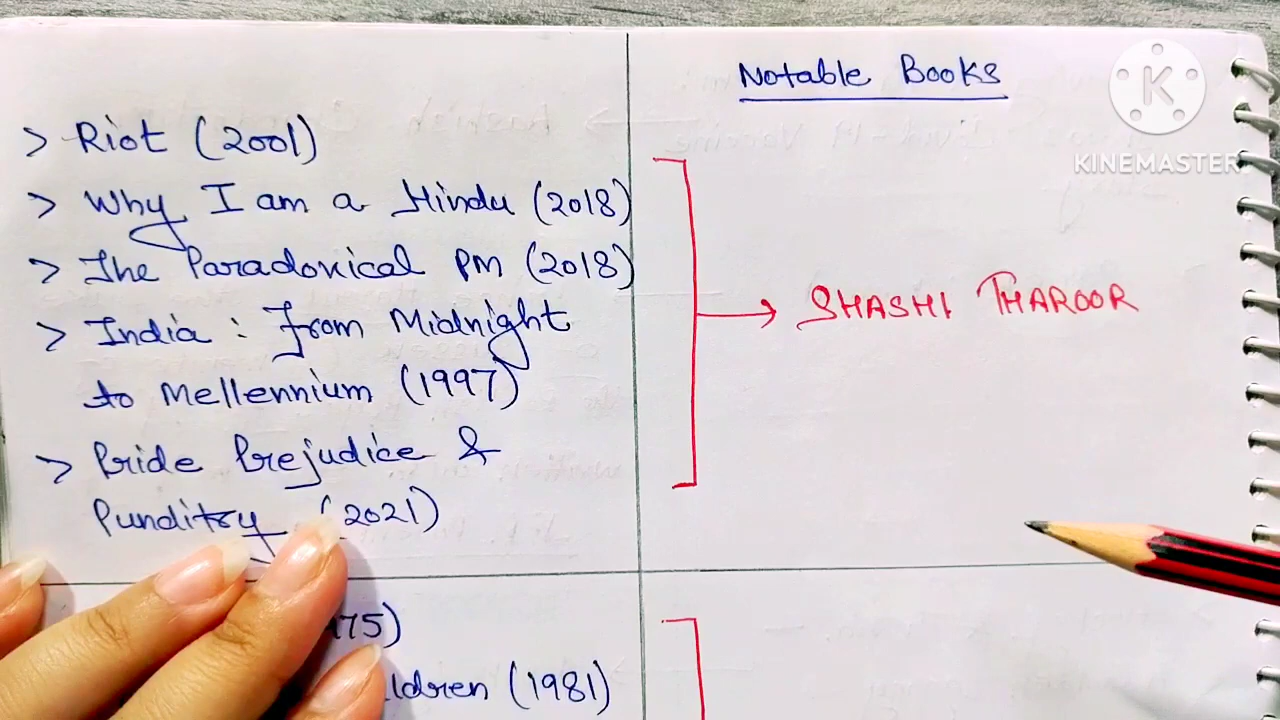 Notable Books
> Riot (2001)
> Why I am a Hindu (2018)
> The Paradoxical PM (2018)
> India : From Midnight
to Mellennium (1997)
> Pride Prejudice &
Punditry (2021)
SHASHI THAROOR
975)
ldren (1981)
K
KINEMASTER